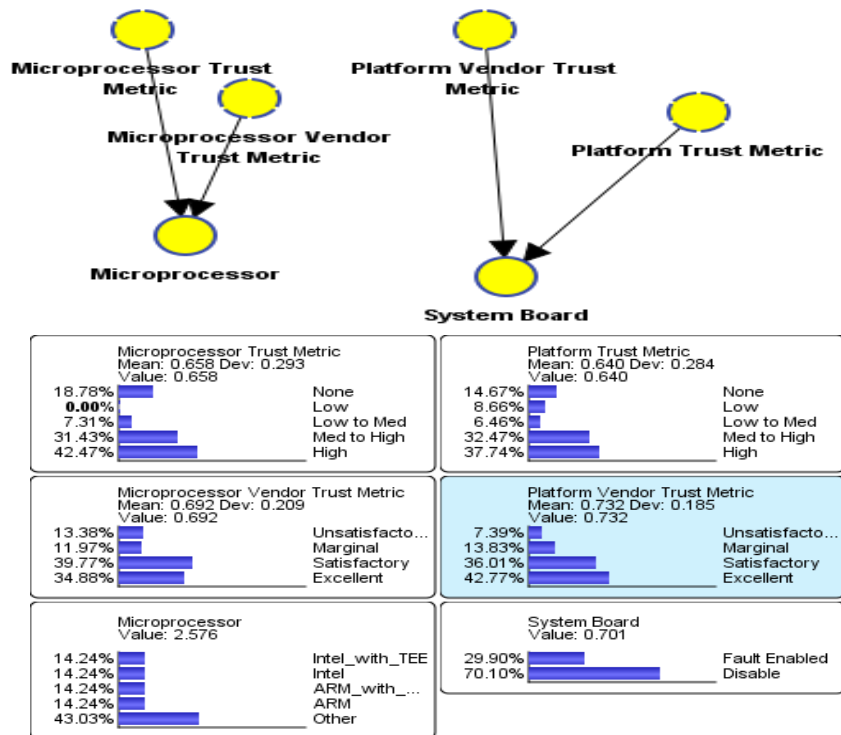 Microprocessor Trust
Metric
Platform Vendor Trust
Metric
Microprocessor Vendor
Trust Metric
Platform Trust Metric
Microprocessor
System Board
Microprocessor Trust Metric
Mean: 0.658 Dev: 0.293
Value: 0.658
18.78% None
0.00% Low
7.31% Low to Med
31.43% Med to High
42.47% High
Platform Trust Metric
Mean: 0.640 Dev: 0.284
Value: 0.640
14.67% None
8.66% Low
6.46% Low to Med
32.47% Med to High
37.74% High
Microprocessor Vendor Trust Metric
Mean: 0.692 Dev: 0.209
Value: 0.692
13.38% Unsatisfacto...
11.97% Marginal
39.77% Satisfactory
34.88% Excellent
Platform Vendor Trust Metric
Mean: 0.732 Dev: 0.185
Value: 0.732
7.39% Unsatisfacto...
13.83% Marginal
36.01% Satisfactory
42.77% Excellent
Microprocessor
Value: 2.576
14.24% Intel_with_TEE
14.24% Intel
14.24% ARM_with_...
14.24% ARM
43.03% Other
System Board
Value: 0.701
29.90% Fault Enabled
70.10% Disable